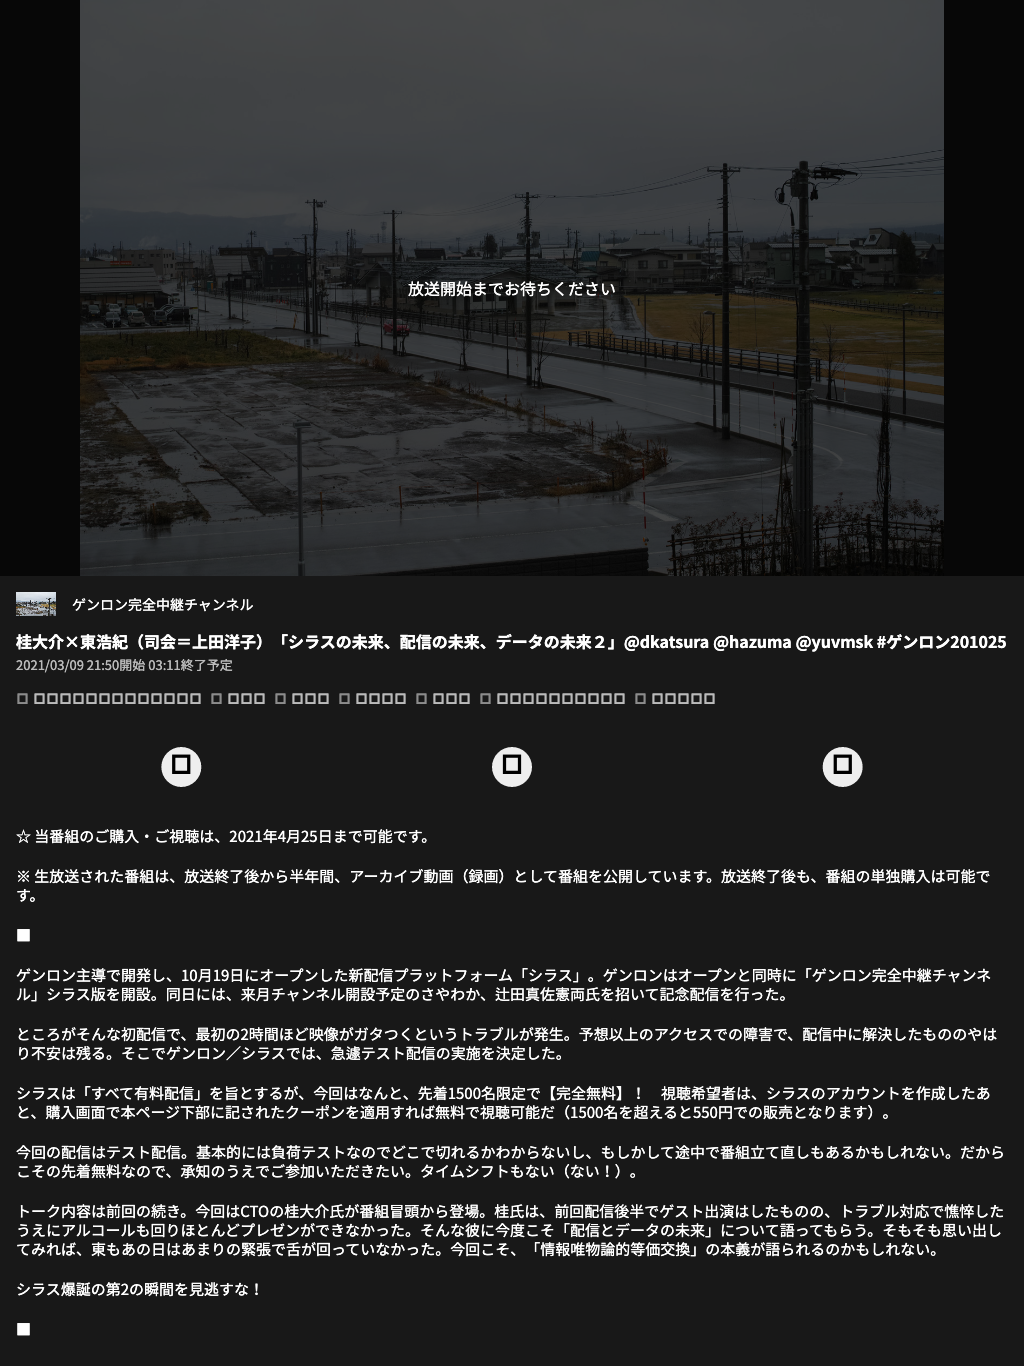 放送開始までお待ちください
ゲンロン完全中継チャンネル
桂大介×東浩紀（司会＝上田洋子）「シラスの未来、配信の未来、データの未来２」@dkatsura @hazuma @yuvmsk #ゲンロン201025
2021/03/09 21:50開始 03:11終了予定
☆ 当番組のご購入・ご視聴は、2021年4月25日まで可能です。
※ 生放送された番組は、放送終了後から半年間、アーカイブ動画（録画）として番組を公開しています。放送終了後も、番組の単独購入は可能で
す。
■
ゲンロン主導で開発し、10月19日にオープンした新配信プラットフォーム「シラス」。ゲンロンはオープンと同時に「ゲンロン完全中継チャンネ
ル」シラス版を開設。同日には、来月チャンネル開設予定のさやわか、辻田真佐憲両氏を招いて記念配信を行った。
ところがそんな初配信で、最初の2時間ほど映像がガタつくというトラブルが発生。予想以上のアクセスでの障害で、配信中に解決したもののやは
り不安は残る。そこでゲンロン／シラスでは、急遽テスト配信の実施を決定した。
シラスは「すべて有料配信」を旨とするが、今回はなんと、先着1500名限定で【完全無料】！　視聴希望者は、シラスのアカウントを作成したあ
と、購入画面で本ページ下部に記されたクーポンを適用すれば無料で視聴可能だ（1500名を超えると550円での販売となります）。
今回の配信はテスト配信。基本的には負荷テストなのでどこで切れるかわからないし、もしかして途中で番組立て直しもあるかもしれない。だから
こその先着無料なので、承知のうえでご参加いただきたい。タイムシフトもない（ない！）。
トーク内容は前回の続き。今回はCTOの桂大介氏が番組冒頭から登場。桂氏は、前回配信後半でゲスト出演はしたものの、トラブル対応で憔悴した
うえにアルコールも回りほとんどプレゼンができなかった。そんな彼に今度こそ「配信とデータの未来」について語ってもらう。そもそも思い出し
てみれば、東もあの日はあまりの緊張で舌が回っていなかった。今回こそ、「情報唯物論的等価交換」の本義が語られるのかもしれない。
シラス爆誕の第2の瞬間を見逃すな！
■